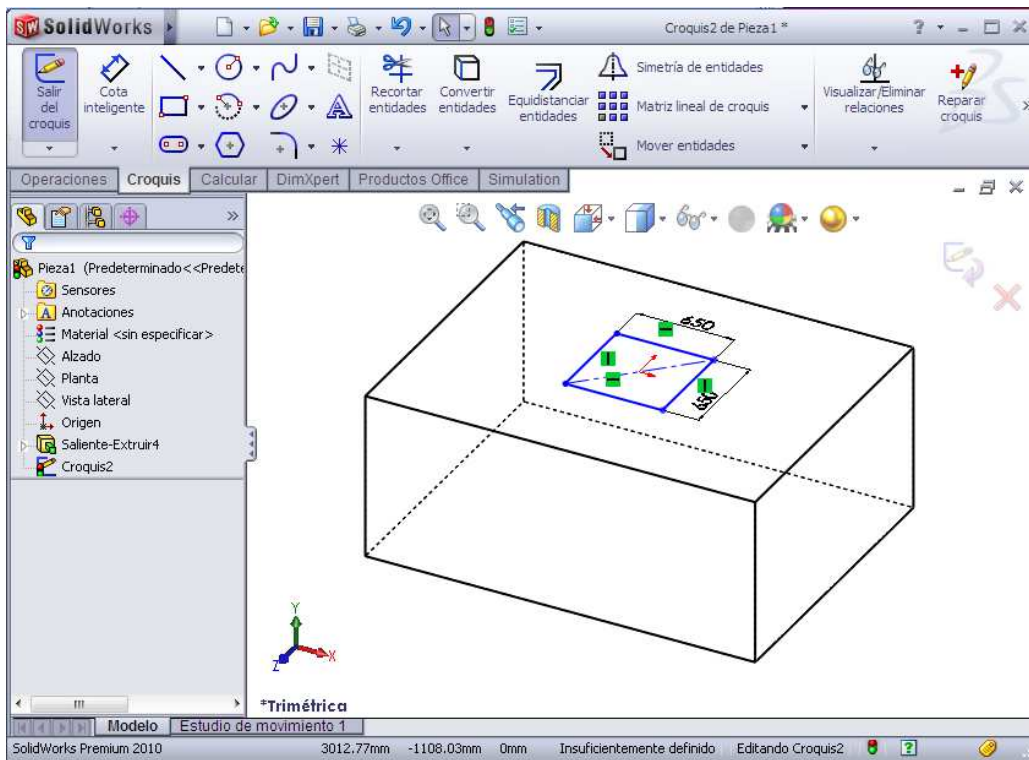 SolidWorks
Croquis2 de Pieza1 *
Salir del croquis
Cota inteligente
Recortar entidades
Convertir entidades
Equidistanciar entidades
Simetría de entidades
Matriz lineal de croquis
Mover entidades
Visualizar/Eliminar relaciones
Reparar croquis
Operaciones Croquis Calcular DimXpert Productos Office Simulation
Pieza1 (Predeterminado<<Predete
Sensores
Anotaciones
Material <sin especificar>
Alzado
Planta
Vista lateral
Origen
Saliente-Extruir4
Croquis2
650
650
Y
X
Z
*Trimétrica
Modelo Estudio de movimiento 1
SolidWorks Premium 2010 3012.77mm -1108.03mm 0mm Insuficientemente definido Editando Croquis2